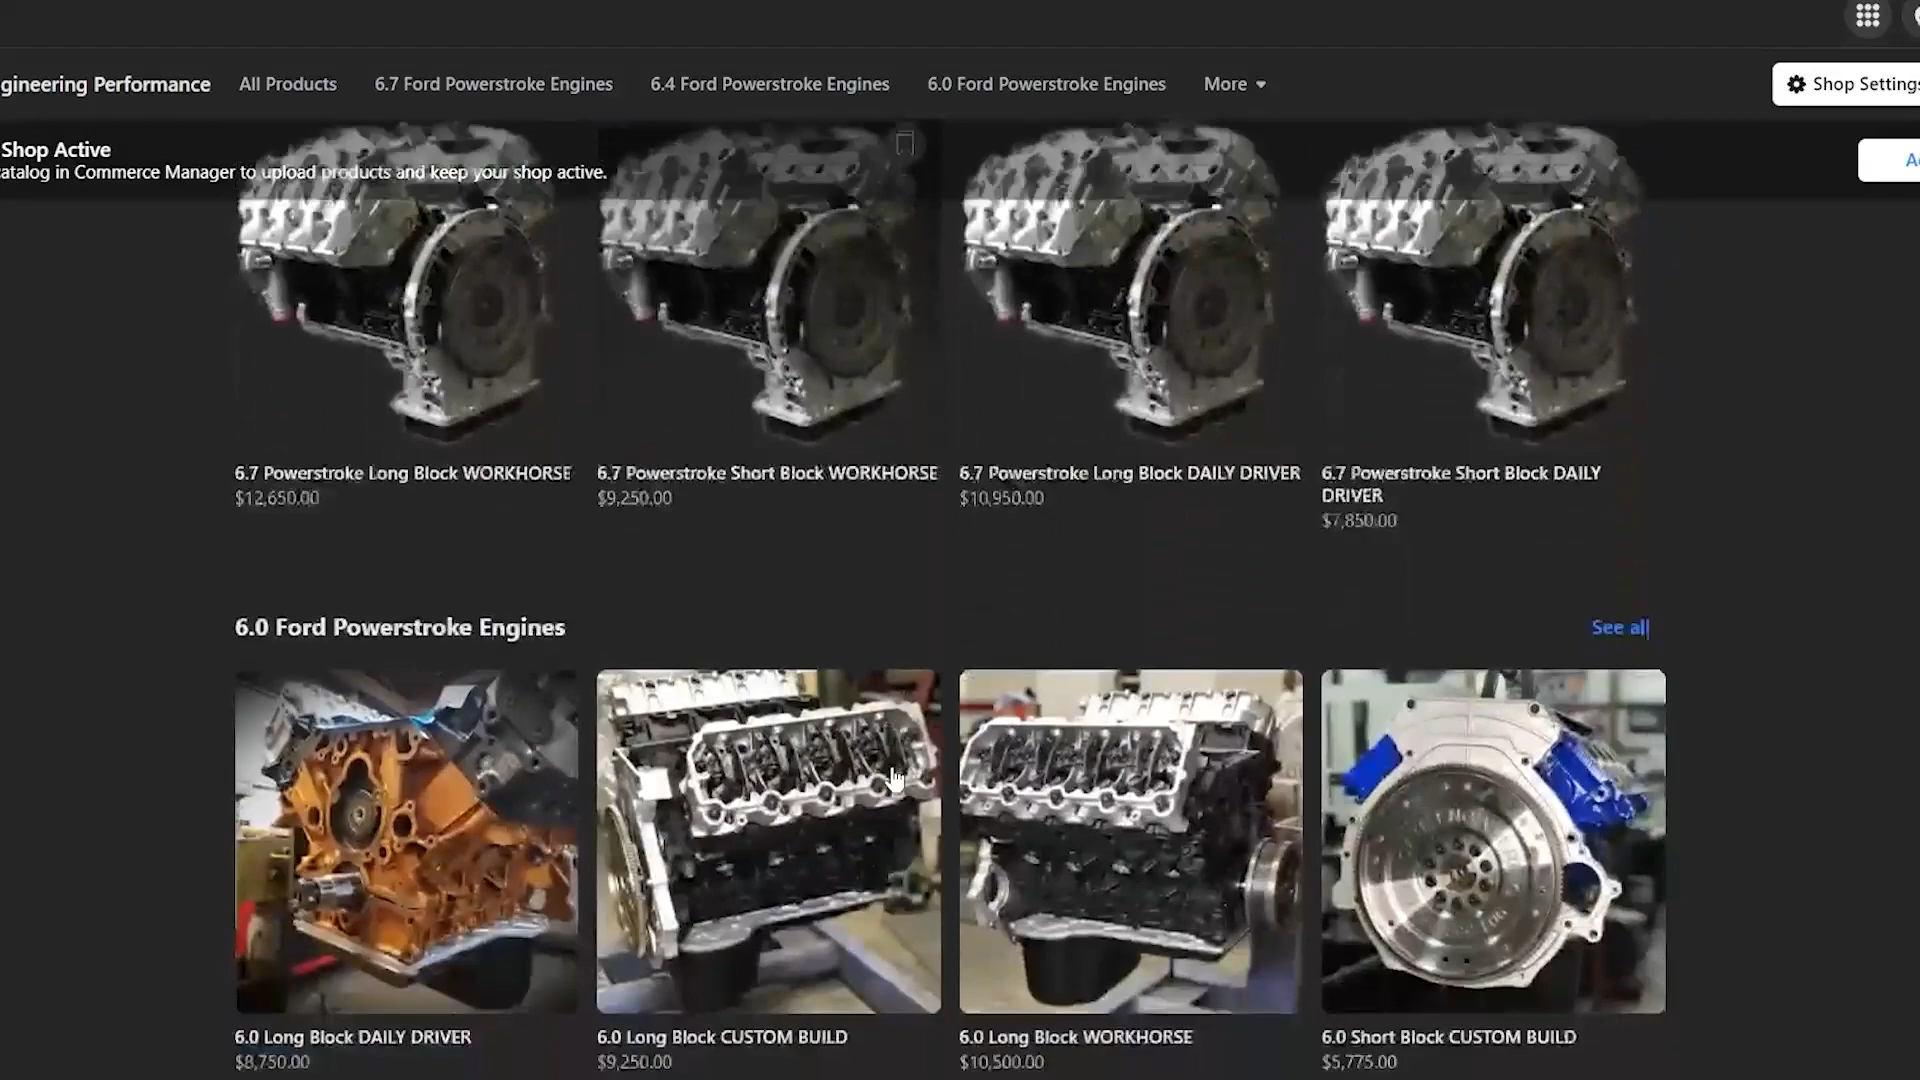 gineering Performance
All Products
6.7 Ford Powerstroke Engines
6.4 Ford Powerstroke Engines
6.0 Ford Powerstroke Engines
More
Shop Settings
Shop Active
catalog in Commerce Manager to upload products and keep your shop active.
6.7 Powerstroke Long Block WORKHORSE
$12,650.00
6.7 Powerstroke Short Block WORKHORSE
$9,250.00
6.7 Powerstroke Long Block DAILY DRIVER
$10,950.00
6.7 Powerstroke Short Block DAILY
DRIVER
$7,850.00
6.0 Ford Powerstroke Engines
See all
6.0 Long Block DAILY DRIVER
$8,750.00
6.0 Long Block CUSTOM BUILD
$9,250.00
6.0 Long Block WORKHORSE
$10,500.00
6.0 Short Block CUSTOM BUILD
$5,775.00